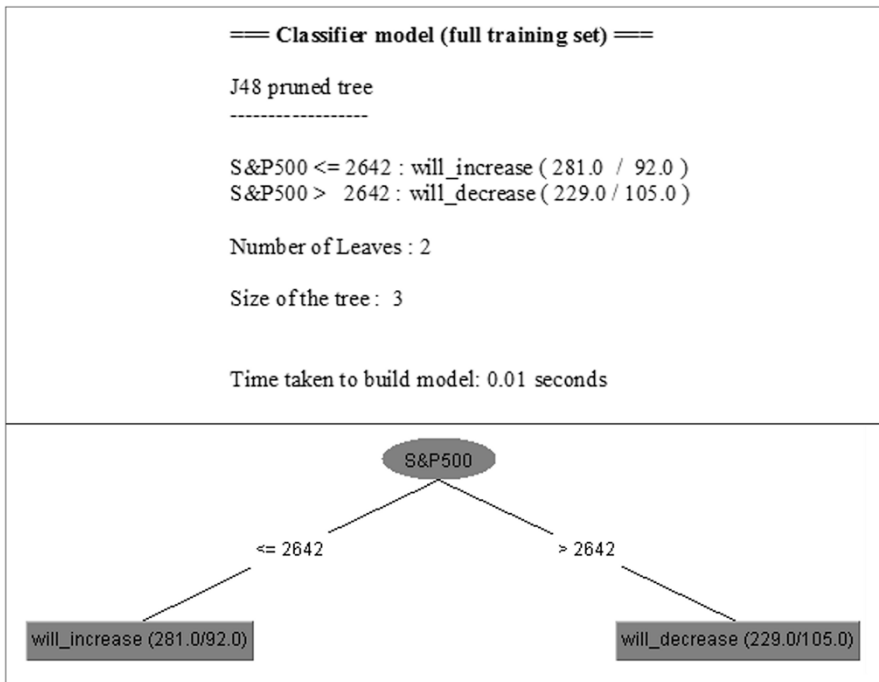 === Classifier model (full training set) ===
J48 pruned tree
------------------
S&P500 <= 2642 : will_increase ( 281.0 / 92.0 )
S&P500 > 2642 : will_decrease ( 229.0 / 105.0 )
Number of Leaves : 2
Size of the tree : 3
Time taken to build model: 0.01 seconds
S&P500
<= 2642 > 2642
will_increase (281.0/92.0) will_decrease (229.0/105.0)